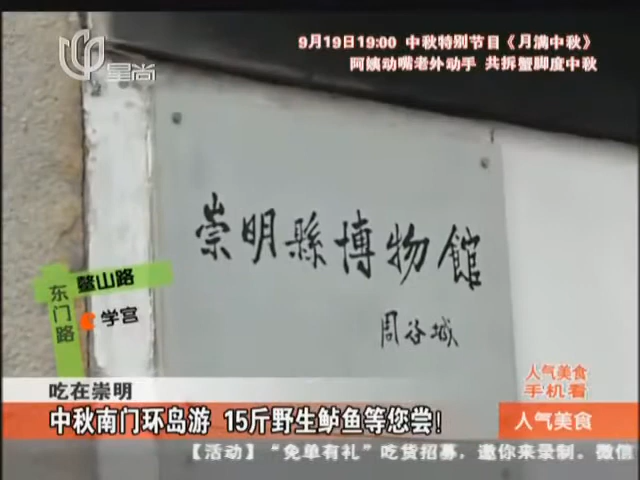 星尚
9月19日19:00 中秋特别节目《月满中秋》
阿姨动嘴老外动手 共拆蟹脚度中秋
崇明縣博物館
周谷城
鳌山路
东门路
学宫
人气美食
手机看
吃在崇明
中秋南门环岛游 15斤野生鲈鱼等您尝!
人气美食
【活动】“免单有礼”吃货招募，邀你来录制。微信